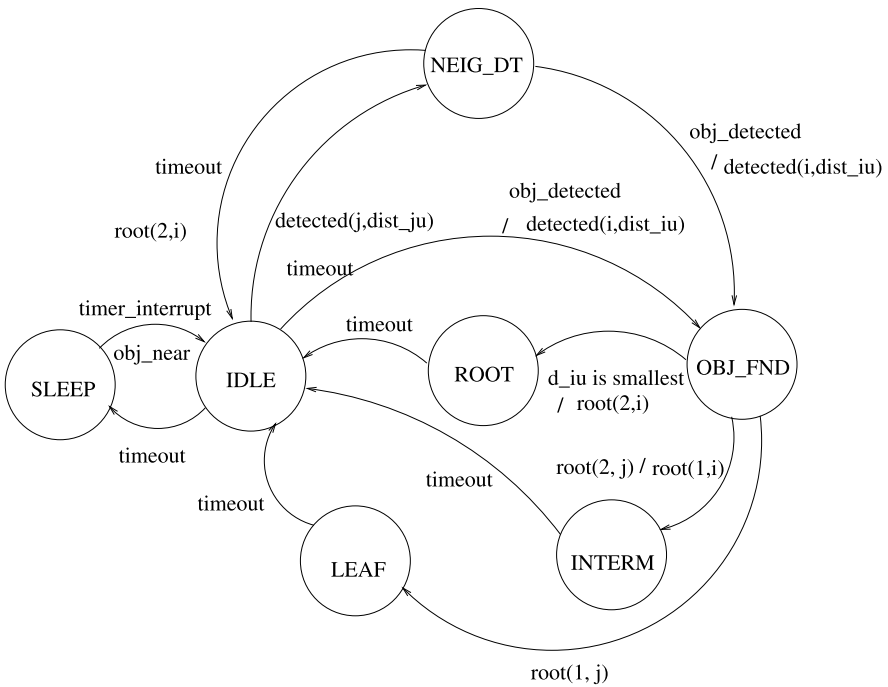 NEIG_DT
obj_detected
/ detected(i,dist_iu)
timeout
obj_detected
root(2,i)
detected(j,dist_ju)
/ detected(i,dist_iu)
timeout
timer_interrupt
timeout
obj_near
SLEEP
IDLE
ROOT
OBJ_FND
d_iu is smallest
/ root(2,i)
timeout
root(2, j) / root(1,i)
timeout
timeout
LEAF
INTERM
root(1, j)